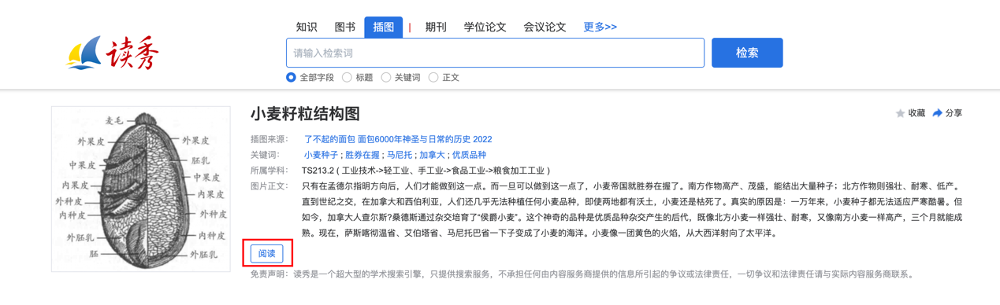 知识 图书 插图 | 期刊 学位论文 会议论文 更多>>
读秀
请输入检索词 检索
全部字段 标题 关键词 正文
小麦籽粒结构图
收藏 分享
麦毛
外果皮 外果皮
胚乳
中果皮 中果皮
内果皮 内果皮
外种皮 外种皮
内种皮
内种皮
外胚乳
胚 外胚乳
插图来源： 了不起的面包 面包6000年神圣与日常的历史 2022
关键词： 小麦种子 ; 胜券在握 ; 马尼托 ; 加拿大 ; 优质品种
所属学科： TS213.2 ( 工业技术->轻工业、手工业->食品工业->粮食加工工业 )
图片正文： 只有在孟德尔指明方向后，人们才能做到这一点。而一旦可以做到这一点了，小麦帝国就胜券在握了。南方作物高产、茂盛，能结出大量种子；北方作物则强壮、耐寒、低产。
直到世纪之交，在加拿大和西伯利亚，人们还几乎无法种植任何小麦品种，即使两地都有沃土，小麦还是枯死了。真实的原因是：一万年来，小麦种子都无法适应严寒酷暑。但
如今，加拿大人查尔斯?桑德斯通过杂交培育了“侯爵小麦”。这个神奇的品种是优质品种杂交产生的后代，既像北方小麦一样强壮、耐寒，又像南方小麦一样高产，三个月就能成
熟。现在，萨斯喀彻温省、艾伯塔省、马尼托巴省一下子变成了小麦的海洋。小麦像一团黄色的火焰，从大西洋射向了太平洋。
阅读
免责声明：读秀是一个超大型的学术搜索引擎，只提供搜索服务，不承担任何由内容服务商提供的信息所引起的争议或法律责任，一切争议和法律责任请与实际内容服务商联系。